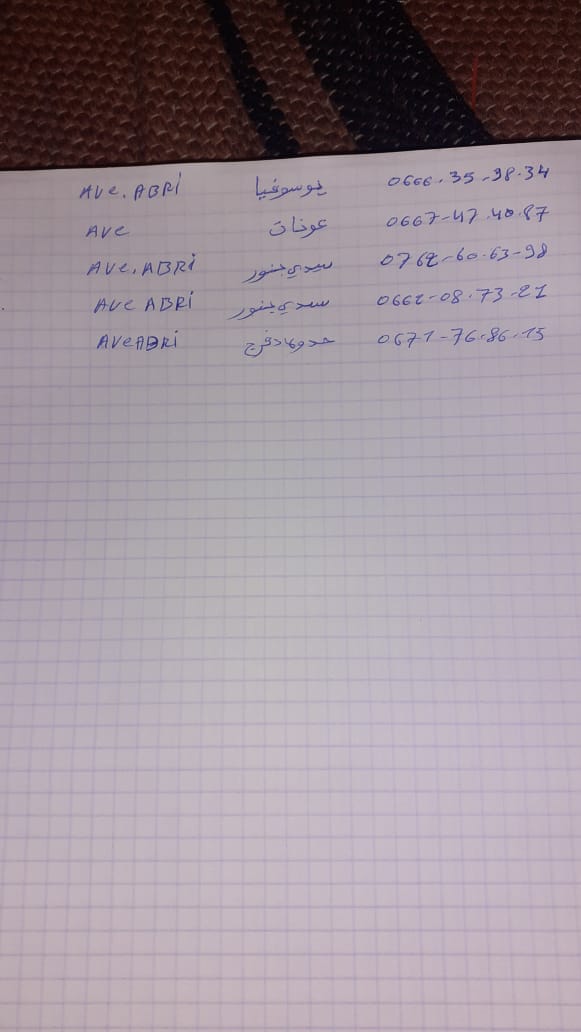 AVe. ABRi يوسوفيا 0666.35-98.34
AVe عونات 0667-47.40.87
AVe. ABRi سيدي بنور 0762-60.63-98
AVe ABRi سيدي بنور 0662-08.73-21
AVeABRi 0671-76.86.15